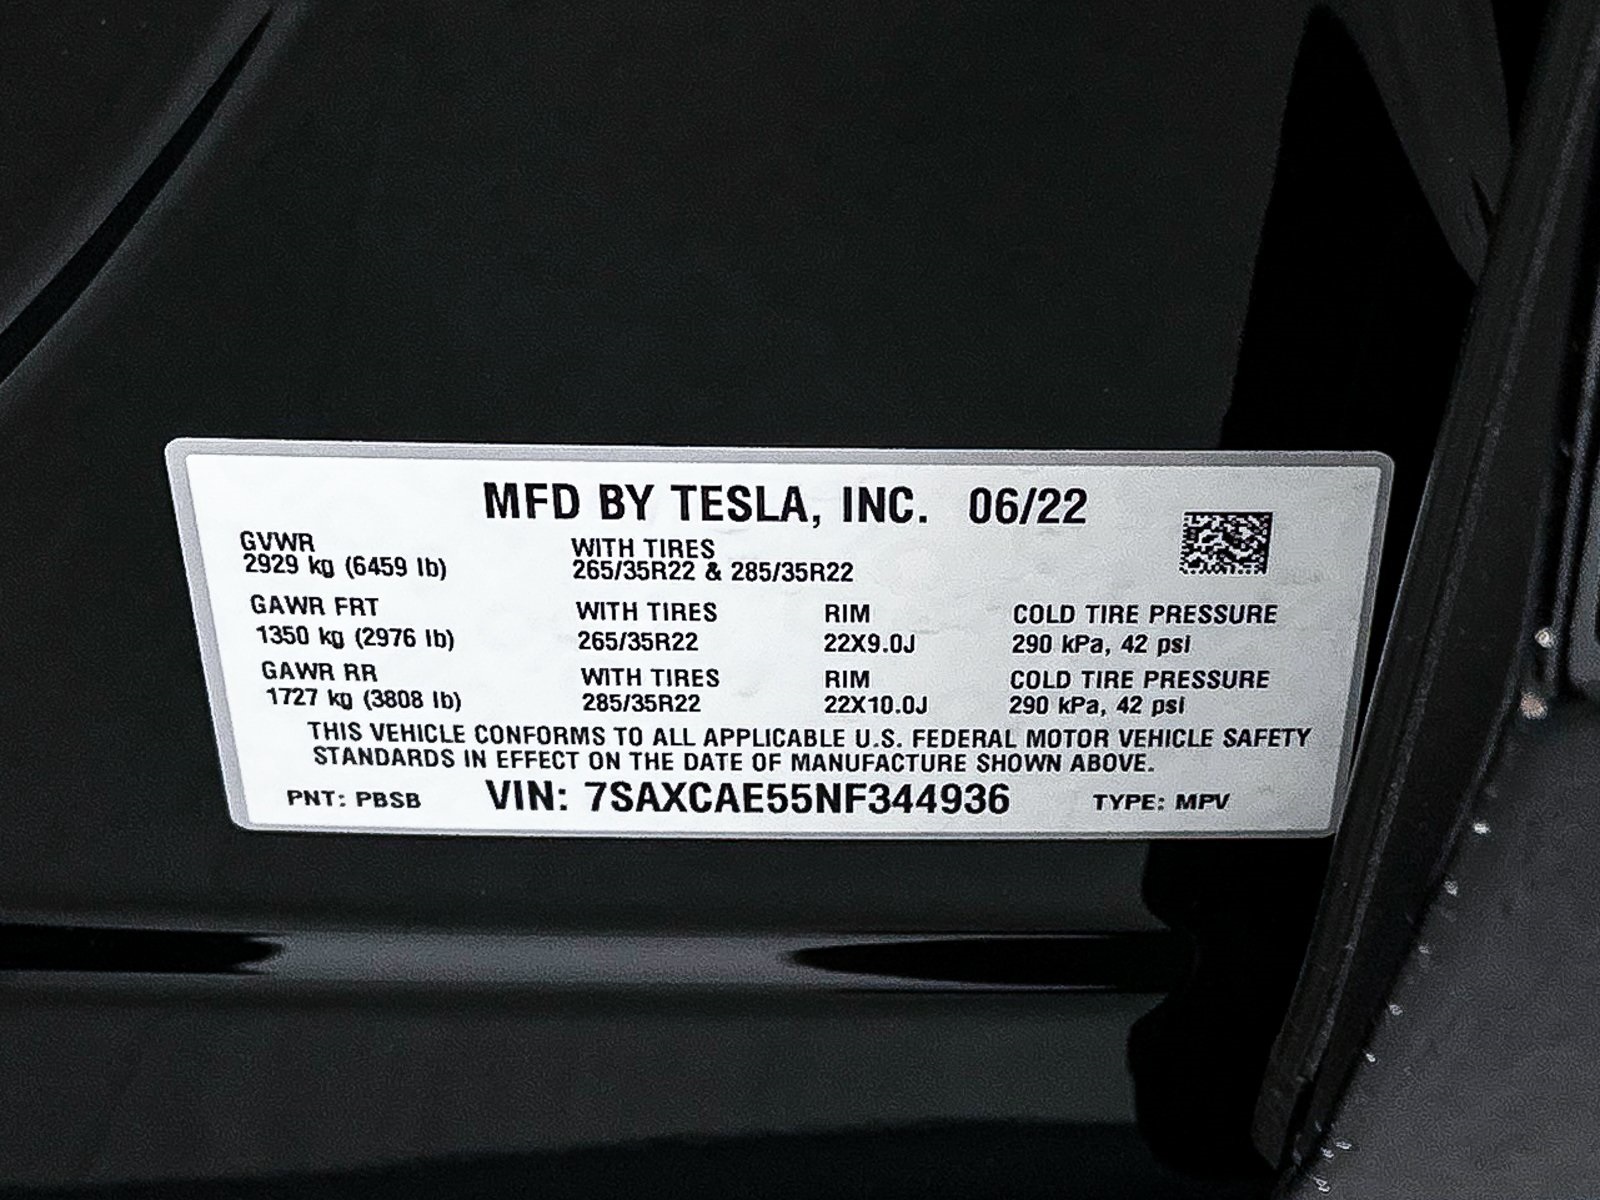 MFD BY TESLA, INC. 06/22
GVWR WITH TIRES
2929 kg (6459 lb) 265/35R22 & 285/35R22
GAWR FRT WITH TIRES RIM COLD TIRE PRESSURE
1350 kg (2976 lb) 265/35R22 22X9.0J 290 kPa, 42 psi
GAWR RR WITH TIRES RIM COLD TIRE PRESSURE
1727 kg (3808 lb) 285/35R22 22X10.0J 290 kPa, 42 psi
THIS VEHICLE CONFORMS TO ALL APPLICABLE U.S. FEDERAL MOTOR VEHICLE SAFETY
STANDARDS IN EFFECT ON THE DATE OF MANUFACTURE SHOWN ABOVE.
PNT: PBSB VIN: 7SAXCAE55NF344936 TYPE: MPV